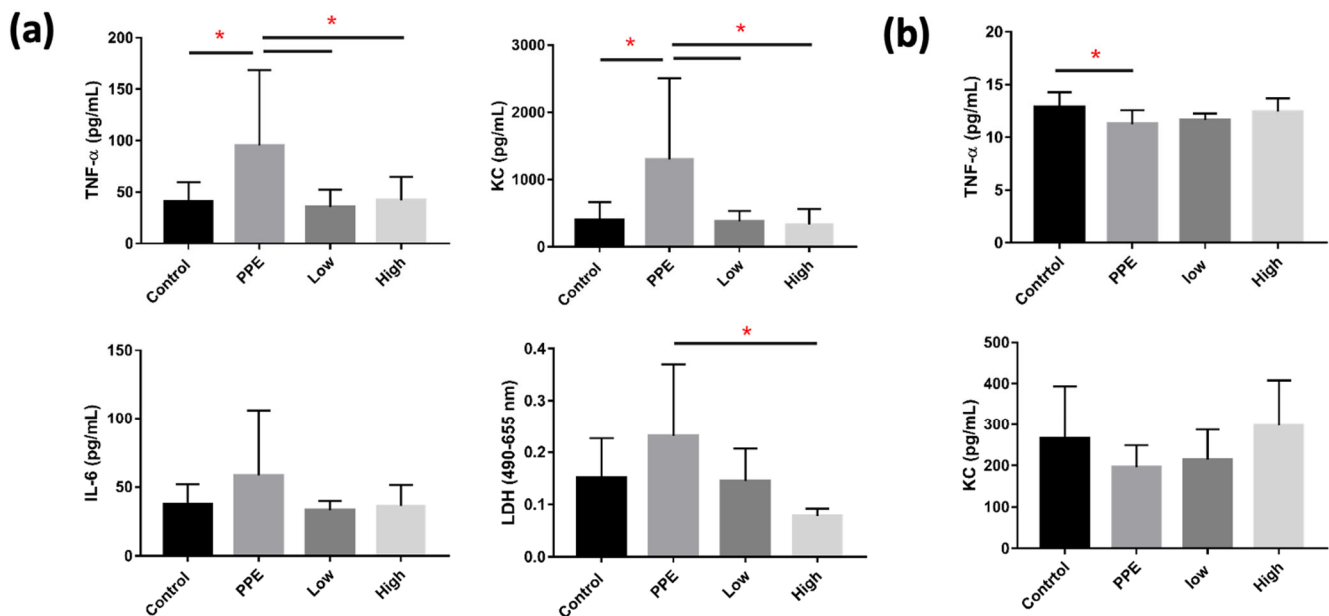 (a)
*
*
200
150
100
50
0
TNF-α (pg/mL)
Control
PPE
Low
High
*
*
3000
2000
1000
0
KC (pg/mL)
Control
PPE
Low
High
(b)
*
20
15
10
5
0
TNF-α (pg/mL)
Contrtol
PPE
low
High
150
100
50
0
IL-6 (pg/mL)
Control
PPE
Low
High
*
0.4
0.3
0.2
0.1
0.0
LDH (490-655 nm)
Control
PPE
Low
High
500
400
300
200
100
0
KC (pg/mL)
Contrtol
PPE
low
High